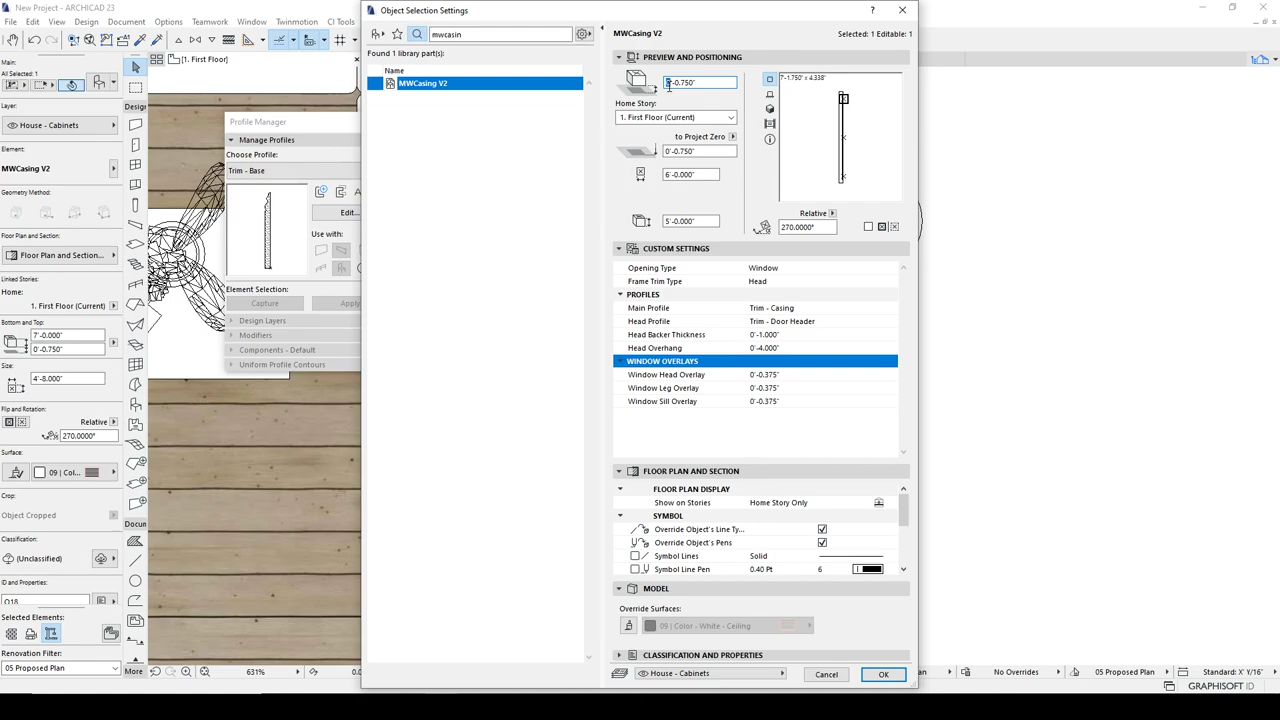 New Project - ARCHICAD 23
File Edit View Design Document Options Teamwork Window Twinmotion CI Tools
Main:
All Selected: 1
Layer:
House - Cabinets
Element:
MWCasing V2
Geometry Method:
Floor Plan and Section:
Floor Plan and Section...
Linked Stories:
Home:
1. First Floor (Current)
Bottom and Top:
7'-0.000"
0'-0.750"
Size:
4'-8.000"
Flip and Rotation:
Relative
270.0000°
Surface:
09 | Col...
Crop:
Object Cropped
Classification:
(Unclassified)
ID and Properties:
O18
Selected Elements:
Renovation Filter:
05 Proposed Plan
Design
Docum
More
[1. First Floor]
Profile Manager
Manage Profiles
Choose Profile:
Trim - Base
Edit...
Use with:
Element Selection:
Capture
Apply
Design Layers
Modifiers
Components - Default
Uniform Profile Contours
631%
Object Selection Settings
?
mwcasin
Found 1 library part(s):
Name
MWCasing V2
MWCasing V2
Selected: 1 Editable: 1
PREVIEW AND POSITIONING
-0.750"
Home Story:
1. First Floor (Current)
to Project Zero
0'-0.750"
6'-0.000"
5'-0.000"
7'-1.750" x 4.338"
Relative
270.0000°
CUSTOM SETTINGS
Opening Type Window
Frame Trim Type Head
PROFILES
Main Profile Trim - Casing
Head Profile Trim - Door Header
Head Backer Thickness 0'-1.000"
Head Overhang 0'-4.000"
WINDOW OVERLAYS
Window Head Overlay 0'-0.375"
Window Leg Overlay 0'-0.375"
Window Sill Overlay 0'-0.375"
FLOOR PLAN AND SECTION
FLOOR PLAN DISPLAY
Show on Stories Home Story Only
SYMBOL
Override Object's Line Ty...
Override Object's Pens
Symbol Lines Solid
Symbol Line Pen 0.40 Pt 6
MODEL
Override Surfaces:
09 | Color - White - Ceiling
CLASSIFICATION AND PROPERTIES
House - Cabinets
Cancel OK
No Overrides
05 Proposed Plan
Standard: X' Y/16"
GRAPHISOFT ID